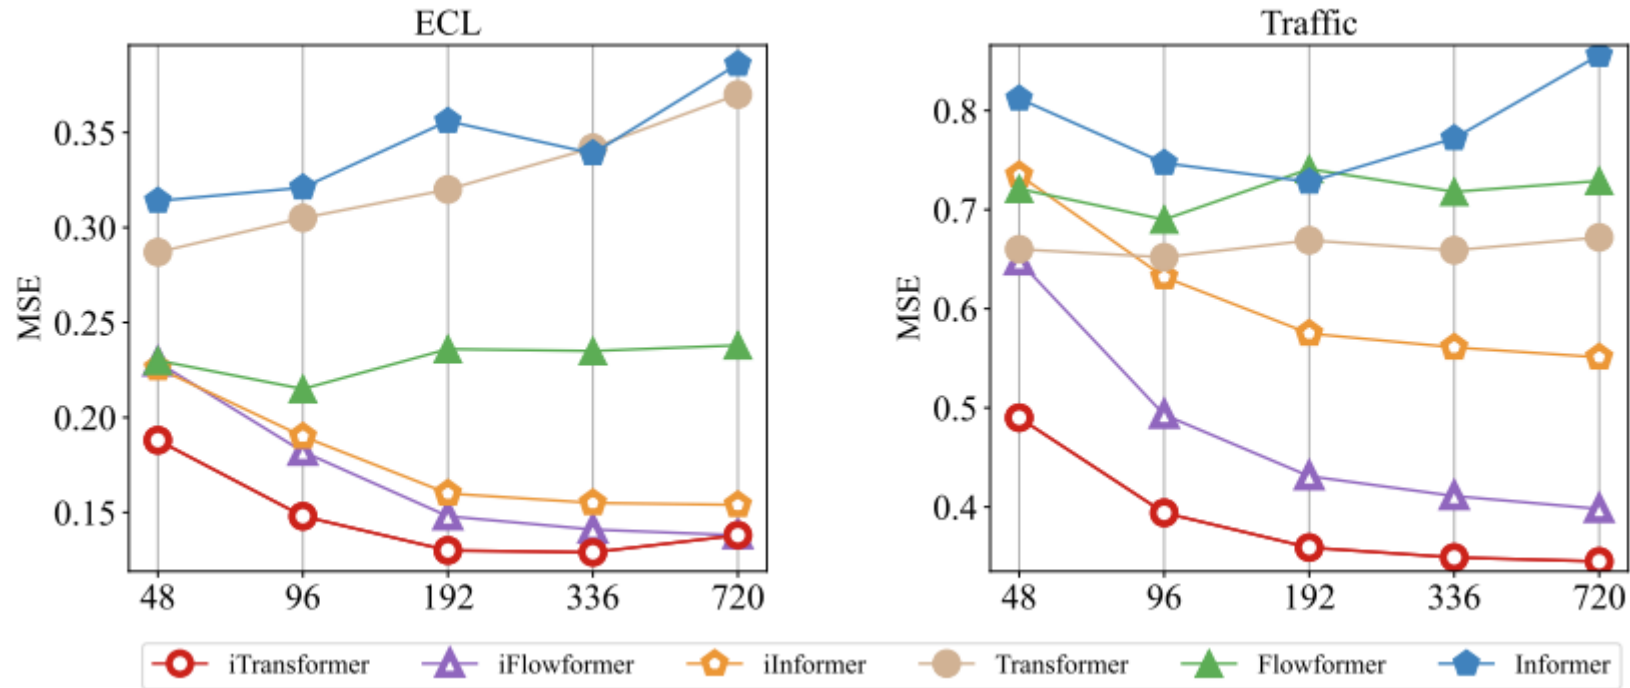 ECL
MSE
0.35
0.30
0.25
0.20
0.15
48 96 192 336 720
Traffic
MSE
0.8
0.7
0.6
0.5
0.4
48 96 192 336 720
iTransformer iFlowformer iInformer Transformer Flowformer Informer